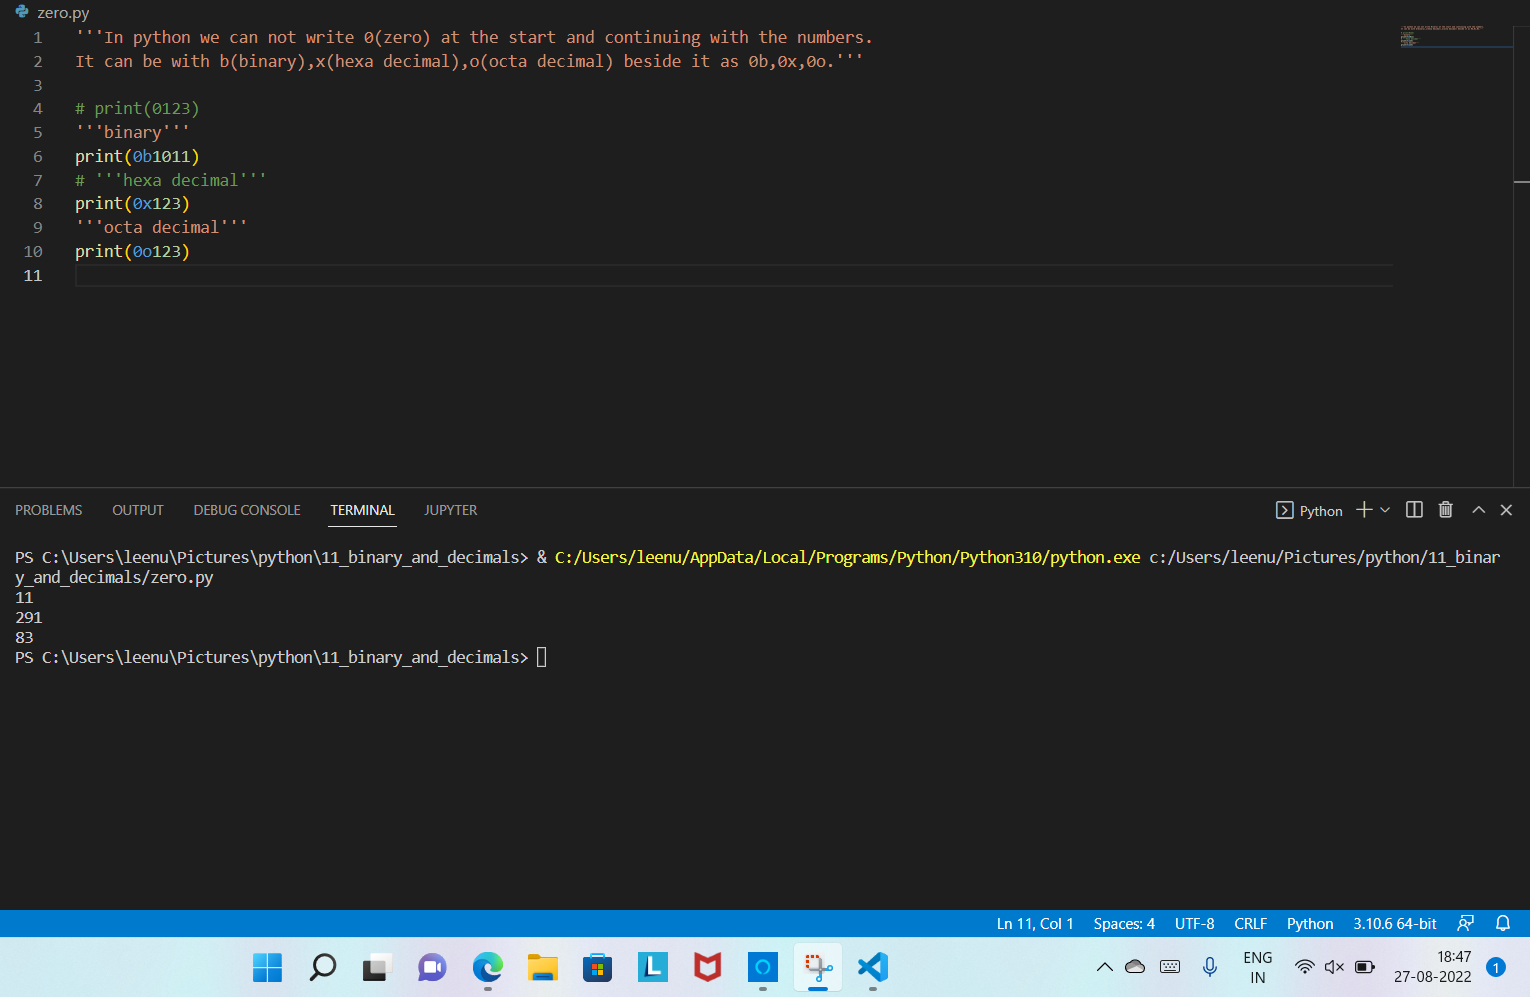 zero.py
1 '''In python we can not write 0(zero) at the start and continuing with the numbers.
2 It can be with b(binary),x(hexa decimal),o(octa decimal) beside it as 0b,0x,0o.'''
3
4 # print(0123)
5 '''binary'''
6 print(0b1011)
7 # '''hexa decimal'''
8 print(0x123)
9 '''octa decimal'''
10 print(0o123)
11
PROBLEMS OUTPUT DEBUG CONSOLE TERMINAL JUPYTER Python
PS C:\Users\leenu\Pictures\python\11_binary_and_decimals> & C:/Users/leenu/AppData/Local/Programs/Python/Python310/python.exe c:/Users/leenu/Pictures/python/11_binar
y_and_decimals/zero.py
11
291
83
PS C:\Users\leenu\Pictures\python\11_binary_and_decimals>
Ln 11, Col 1 Spaces: 4 UTF-8 CRLF Python 3.10.6 64-bit
L
ENG 18:47
IN 27-08-2022 1